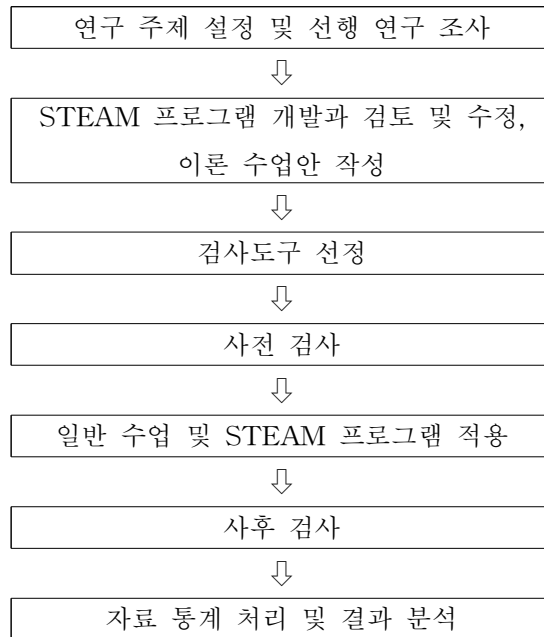 연구 주제 설정 및 선행 연구 조사
⇩
STEAM 프로그램 개발과 검토 및 수정,
이론 수업안 작성
⇩
검사도구 선정
⇩
사전 검사
⇩
일반 수업 및 STEAM 프로그램 적용
⇩
사후 검사
⇩
자료 통계 처리 및 결과 분석